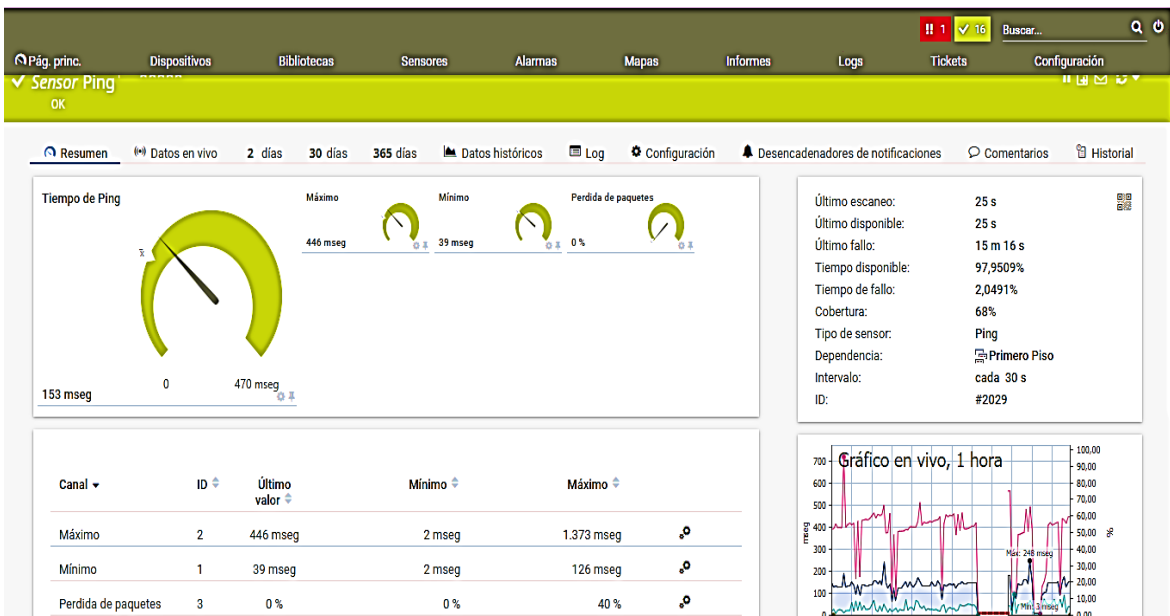 !! 1 ✓ 16 Buscar...
Pág. princ. Dispositivos Bibliotecas Sensores Alarmas Mapas Informes Logs Tickets Configuración
Sensor Ping
OK
Resumen Datos en vivo 2 días 30 días 365 días Datos históricos Log Configuración Desencadenadores de notificaciones Comentarios Historial
Tiempo de Ping
0
470 mseg
153 mseg
Máximo
446 mseg
Mínimo
39 mseg
Perdida de paquetes
0 %
Último escaneo: 25 s
Último disponible: 25 s
Último fallo: 15 m 16 s
Tiempo disponible: 97,9509%
Tiempo de fallo: 2,0491%
Cobertura: 68%
Tipo de sensor: Ping
Dependencia: Primero Piso
Intervalo: cada 30 s
ID: #2029
Canal ID Último valor Mínimo Máximo
Máximo 2 446 mseg 2 mseg 1.373 mseg
Mínimo 1 39 mseg 2 mseg 126 mseg
Perdida de paquetes 3 0 % 0 % 40 %
Gráfico en vivo, 1 hora
700
600
500
400
300
200
100
0
mseg
100,00
90,00
80,00
70,00
60,00
50,00
40,00
30,00
20,00
10,00
0,00
%
Máx: 248 mseg
Mín: 3 mseg